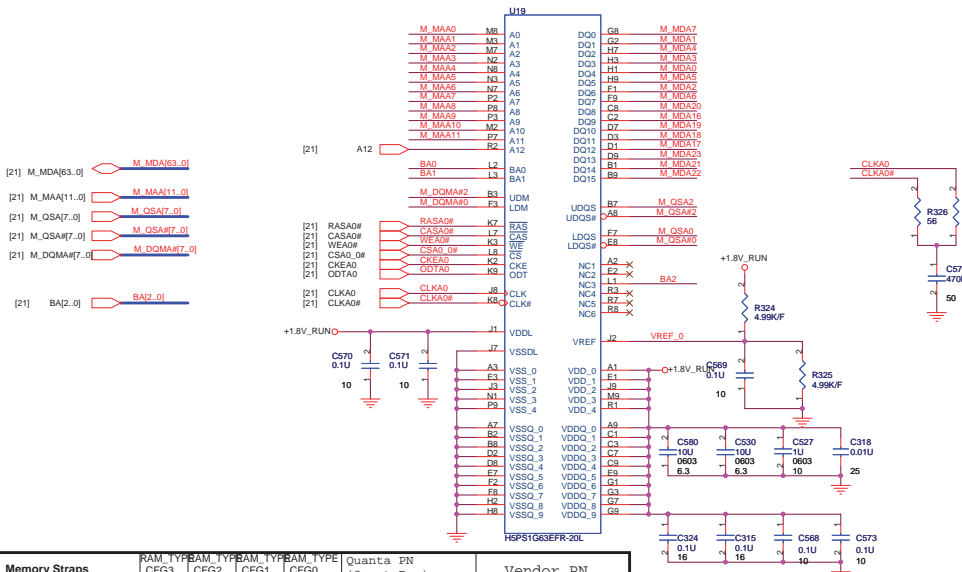 U19
M_MAA0 M8 A0 DQ0 G8 M_MDA7
M_MAA1 M3 A1 DQ1 G2 M_MDA1
M_MAA2 M7 A2 DQ2 H7 M_MDA4
M_MAA3 N2 A3 DQ3 H3 M_MDA3
M_MAA4 N8 A4 DQ4 H1 M_MDA0
M_MAA5 N3 A5 DQ5 H9 M_MDA5
M_MAA6 N7 A6 DQ6 F1 M_MDA2
M_MAA7 P2 A7 DQ7 F9 M_MDA6
M_MAA8 P8 A8 DQ8 C8 M_MDA20
M_MAA9 P3 A9 DQ9 C2 M_MDA16
M_MAA10 M2 A10 DQ10 D7 M_MDA19
M_MAA11 P7 A11 DQ11 D3 M_MDA18
[21] A12 R2 A12 DQ12 D1 M_MDA17
DQ13 D9 M_MDA23
BA0 L2 BA0 DQ14 B1 M_MDA21
BA1 L3 BA1 DQ15 B9 M_MDA22
[21] M_MDA[63..0] M_MDA[63..0]
[21] M_MAA[11..0] M_MAA[11..0]
[21] M_QSA[7..0] M_QSA[7..0]
[21] M_QSA#[7..0] M_QSA#[7..0]
[21] M_DQMA#[7..0] M_DQMA#[7..0]
[21] BA[2..0] BA[2..0]
M_DQMA#2 B3 UDM UDQS B7 M_QSA2
M_DQMA#0 F3 LDM UDQS# A8 M_QSA#2
[21] RASA0# RASA0# K7 RAS LDQS F7 M_QSA0
[21] CASA0# CASA0# L7 CAS LDQS# E8 M_QSA#0
[21] WEA0# WEA0# K3 WE
[21] CSA0_0# CSA0_0# L8 CS NC1 A2
[21] CKEA0 CKEA0 K2 CKE NC2 E2
[21] ODTA0 ODTA0 K9 ODT NC3 L1 BA2
NC4 R3
[21] CLKA0 CLKA0 J8 CLK NC5 R7
[21] CLKA0# CLKA0# K8 CLK# NC6 R8
CLKA0
CLKA0#
R326
56
50
+1.8V_RUN
R324
4.99K/F
+1.8V_RUN J1 VDDL VREF J2 VREF_0
J7 VSSDL
C570
0.1U
10
C571
0.1U
10
C569
0.1U
10
R325
4.99K/F
A3 VSS_0 VDD_0 A1 +1.8V_RUN
E3 VSS_1 VDD_1 E1
J3 VSS_2 VDD_2 J9
N1 VSS_3 VDD_3 M9
P9 VSS_4 VDD_4 R1
A7 VSSQ_0 VDDQ_0 A9
B2 VSSQ_1 VDDQ_1 C1
B8 VSSQ_2 VDDQ_2 C3
D2 VSSQ_3 VDDQ_3 C7
D8 VSSQ_4 VDDQ_4 C9
E7 VSSQ_5 VDDQ_5 E9
F2 VSSQ_6 VDDQ_6 G1
F8 VSSQ_7 VDDQ_7 G3
H2 VSSQ_8 VDDQ_8 G7
H8 VSSQ_9 VDDQ_9 G9
H5PS1G63EFR-20L
C580
10U
0603
6.3
C530
10U
0603
6.3
C527
1U
0603
10
C318
0.01U
25
C324
0.1U
16
C315
0.1U
16
C568
0.1U
10
C573
0.1U
10
Memory Straps RAM_TYPE RAM_TYPE RAM_TYPE RAM_TYPE Quanta PN Vendor PN
CFG3 CFG2 CFG1 CFG0